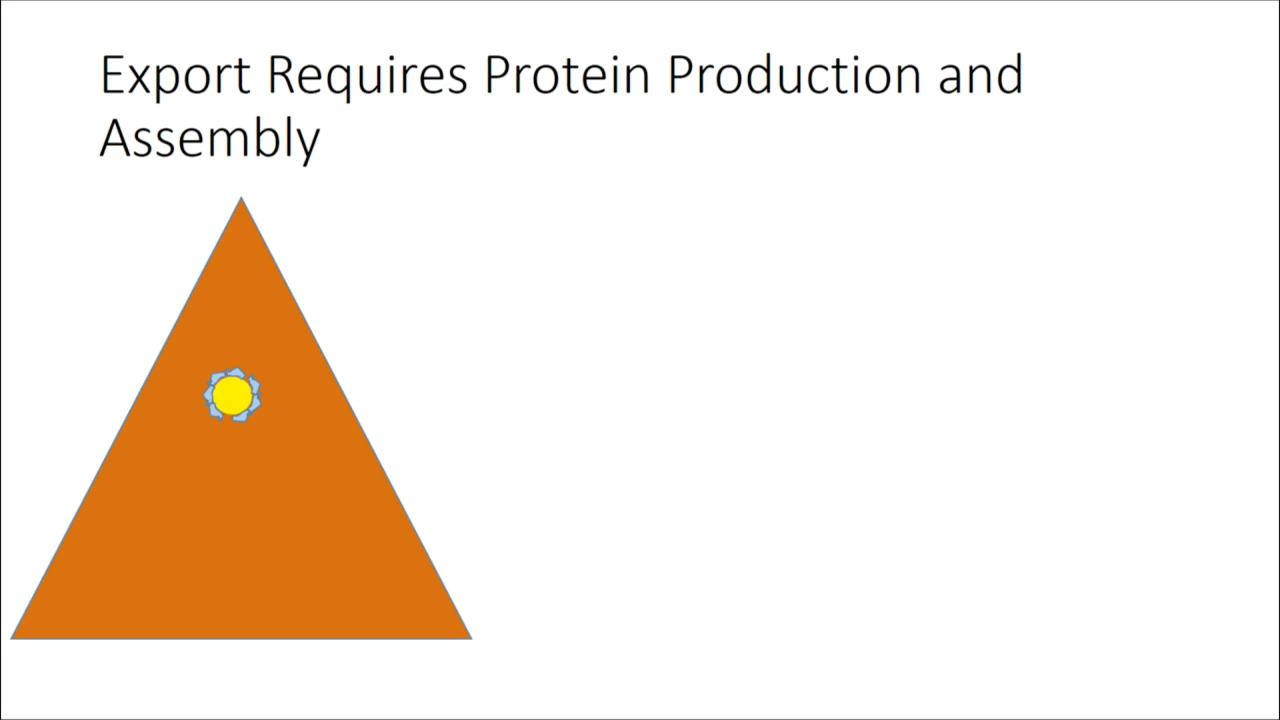 Export Requires Protein Production and
Assembly